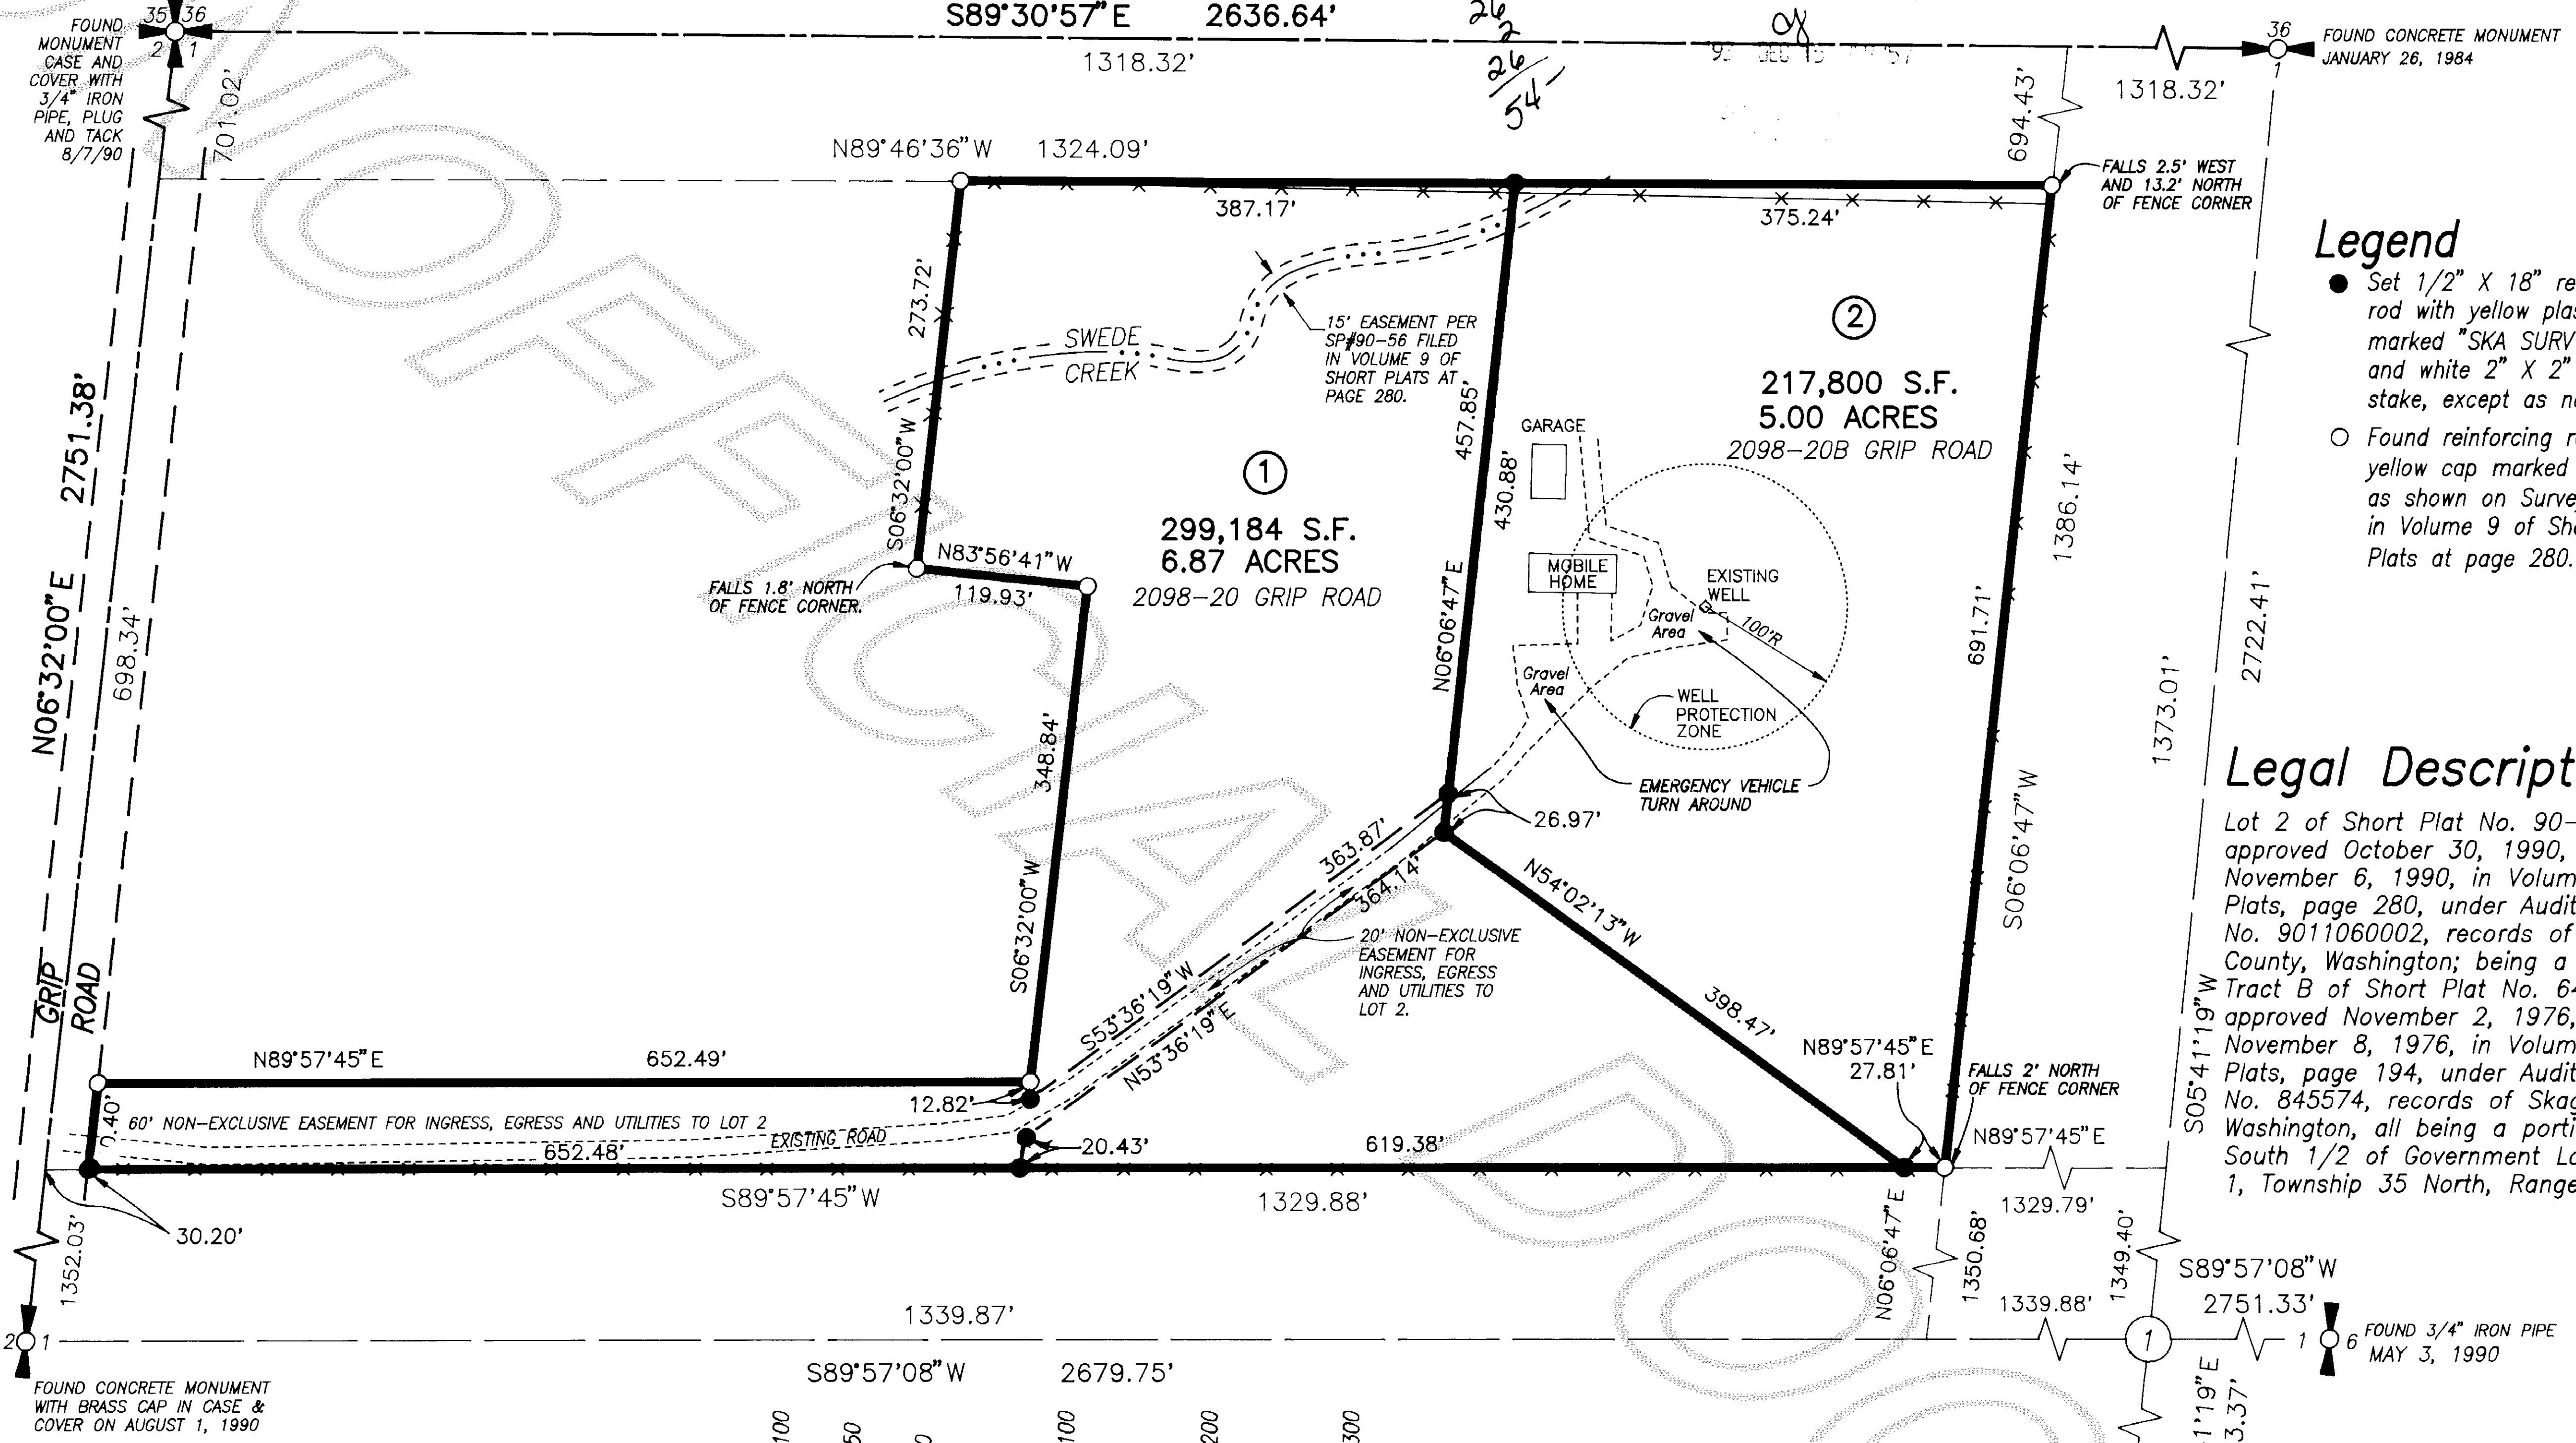 S89°30'57"E 2636.64'
1318.32'
26
2
26
54
35 36
2 1
FOUND
MONUMENT
CASE AND
COVER WITH
3/4" IRON
PIPE, PLUG
AND TACK
8/7/90
701.02'
36
1
FOUND CONCRETE MONUMENT
JANUARY 26, 1984
1318.32'
694.43'
N89°46'36"W 1324.09'
387.17'
375.24'
FALLS 2.5' WEST
AND 13.2' NORTH
OF FENCE CORNER
Legend
Set 1/2" X 18"
rod with yellow
marked "SKA
and white 2" X 2"
stake, except as
Found reinforcing
yellow cap marked
as shown on
in Volume 9 of
Plats at page 280.
273.72'
S06°32'00"W
SWEDE
CREEK
15' EASEMENT PER
SP#90-56 FILED
IN VOLUME 9 OF
SHORT PLATS AT
PAGE 280.
457.85'
430.88'
N06°06'47"E
1
299,184 S.F.
6.87 ACRES
2098-20 GRIP ROAD
2
217,800 S.F.
5.00 ACRES
2098-20B GRIP ROAD
GARAGE
MOBILE
HOME
EXISTING
WELL
Gravel
Area
100'R
Gravel
Area
WELL
PROTECTION
ZONE
EMERGENCY VEHICLE
TURN AROUND
691.71'
1386.14'
S06°06'47"W
2722.41'
1373.01'
S05°41'19"W
N83°56'41"W
119.93'
FALLS 1.8' NORTH
OF FENCE CORNER.
348.84'
S06°32'00"W
N06°32'00"E 2751.38'
698.34'
GRIP
ROAD
26.97'
363.87'
364.14'
S53°36'19"W
N53°36'19"E
20' NON-EXCLUSIVE
EASEMENT FOR
INGRESS, EGRESS
AND UTILITIES TO
LOT 2.
N54°02'13"W
398.47'
N89°57'45"E
27.81'
FALLS 2' NORTH
OF FENCE CORNER
N89°57'45"E
1329.79'
Legal
Lot 2 of Short Plat No.
approved October 30, 1990,
November 6, 1990, in
Plats, page 280, under
No. 9011060002, records of
County, Washington; being a
Tract B of Short Plat No.
approved November 2, 1976,
November 8, 1976, in
Plats, page 194, under
No. 845574, records of
Washington, all being a
South 1/2 of Government
1, Township 35 North,
N89°57'45"E 652.49'
12.82'
60' NON-EXCLUSIVE EASEMENT FOR INGRESS, EGRESS AND UTILITIES TO LOT 2
EXISTING ROAD
652.48'
20.43'
619.38'
S89°57'45"W
1329.88'
30.20'
1352.03'
N06°06'47"E
1350.68'
1349.40'
S89°57'08"W
2751.33'
1339.87'
1339.88'
2 1
1
1 6
FOUND 3/4" IRON PIPE
MAY 3, 1990
S89°57'08"W 2679.75'
FOUND CONCRETE MONUMENT
WITH BRASS CAP IN CASE &
COVER ON AUGUST 1, 1990
100
50
0
100
200
300
UNOFFICIAL